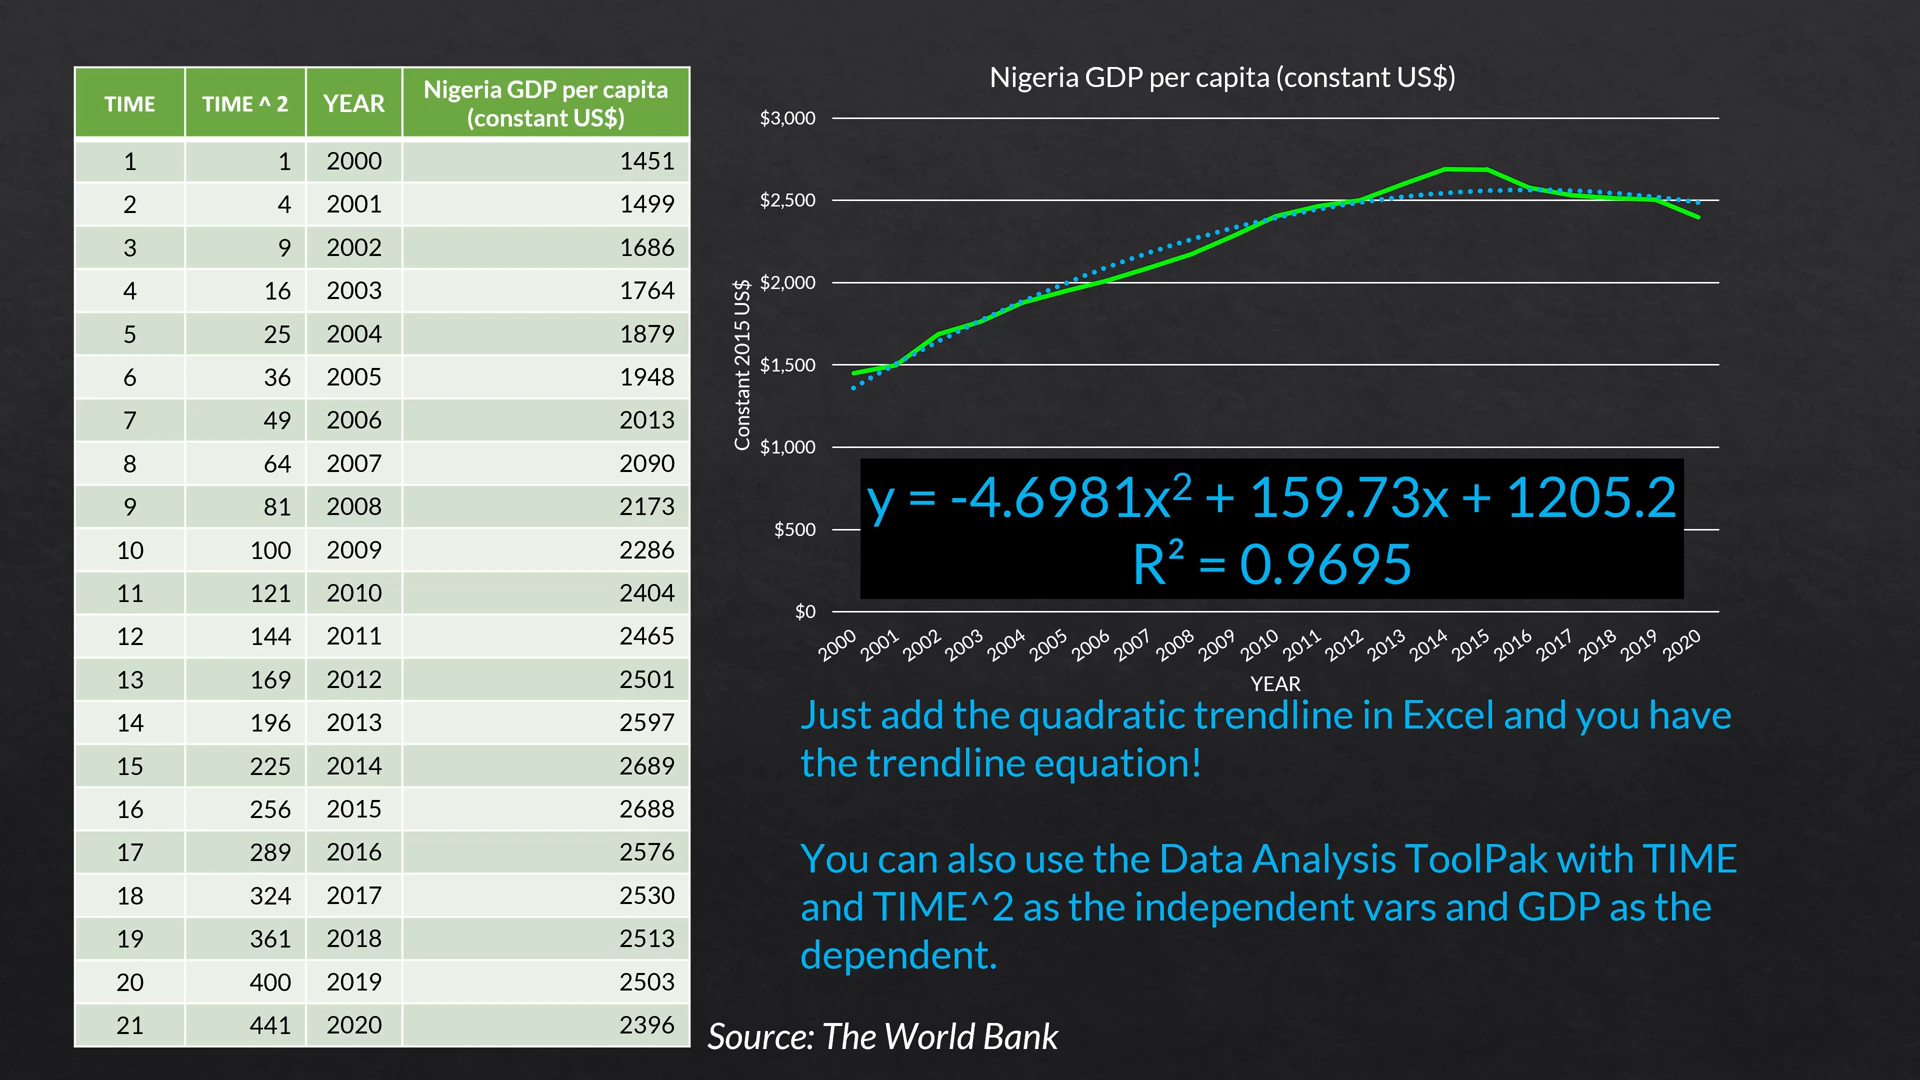 TIME TIME ^ 2 YEAR Nigeria GDP per capita
(constant US$)
1 1 2000 1451
2 4 2001 1499
3 9 2002 1686
4 16 2003 1764
5 25 2004 1879
6 36 2005 1948
7 49 2006 2013
8 64 2007 2090
9 81 2008 2173
10 100 2009 2286
11 121 2010 2404
12 144 2011 2465
13 169 2012 2501
14 196 2013 2597
15 225 2014 2689
16 256 2015 2688
17 289 2016 2576
18 324 2017 2530
19 361 2018 2513
20 400 2019 2503
21 441 2020 2396
Nigeria GDP per capita (constant US$)
Constant 2015 US$
$3,000
$2,500
$2,000
$1,500
$1,000
$500
$0
y = -4.6981x² + 159.73x + 1205.2
R² = 0.9695
2000 2001 2002 2003 2004 2005 2006 2007 2008 2009 2010 2011 2012 2013 2014 2015 2016 2017 2018 2019 2020
YEAR
Just add the quadratic trendline in Excel and you have
the trendline equation!
You can also use the Data Analysis ToolPak with TIME
and TIME^2 as the independent vars and GDP as the
dependent.
Source: The World Bank